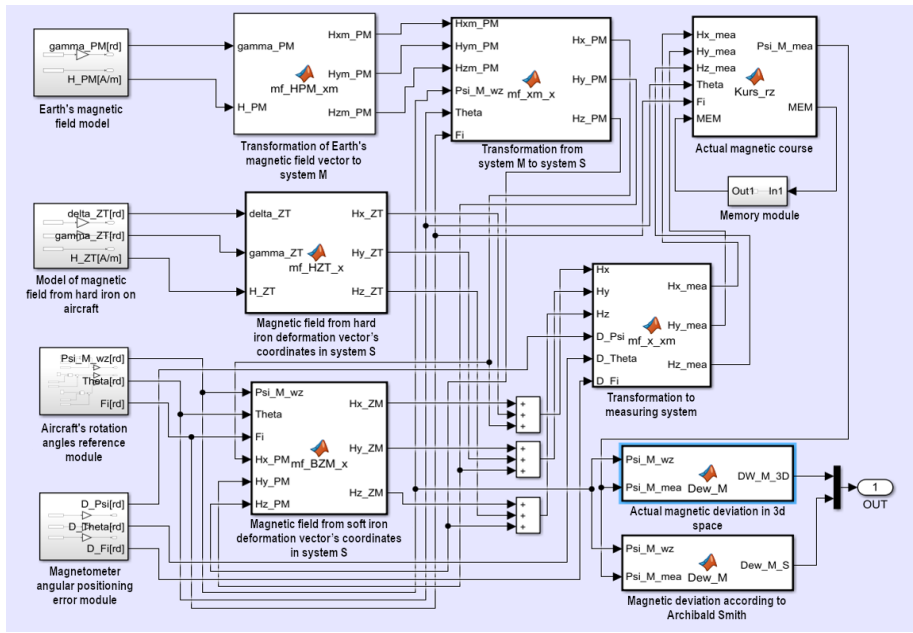 gamma_PM[rd]
H_PM[A/m]
Earth's magnetic
field model
gamma_PM
H_PM
mf_HPM_xm
Hxm_PM
Hym_PM
Hzm_PM
Transformation of Earth's
magnetic field vector to
system M
Hxm_PM
Hym_PM
Hzm_PM
Psi_M_wz
Theta
Fi
mf_xm_x
Hx_PM
Hy_PM
Hz_PM
Transformation from
system M to system S
Hx_mea
Hy_mea
Hz_mea
Theta
Fi
MEM
Kurs_rz
Psi_M_mea
MEM
Actual magnetic course
Out1
In1
Memory module
delta_ZT[rd]
gamma_ZT[rd]
H_ZT[A/m]
Model of magnetic
field from hard iron on
aircraft
delta_ZT
gamma_ZT
H_ZT
mf_HZT_x
Hx_ZT
Hy_ZT
Hz_ZT
Magnetic field from hard
iron deformation vector's
coordinates in system S
Hx
Hy
Hz
D_Psi
D_Theta
D_Fi
mf_x_xm
Hx_mea
Hy_mea
Hz_mea
Transformation to
measuring system
Psi_M_wz[rd]
Theta[rd]
Fi[rd]
Aircraft's rotation
angles reference
module
Psi_M_wz
Theta
Fi
Hx_PM
Hy_PM
Hz_PM
mf_BZM_x
Hx_ZM
Hy_ZM
Hz_ZM
Magnetic field from soft iron
deformation vector's coordinates
in system S
+
+
+
+
+
+
+
+
+
D_Psi[rd]
D_Theta[rd]
D_Fi[rd]
Magnetometer
angular positioning
error module
Psi_M_wz
Psi_M_mea
Dew_M
DW_M_3D
Actual magnetic deviation in 3d
space
Psi_M_wz
Psi_M_mea
Dew_M
Dew_M_S
Magnetic deviation according to
Archibald Smith
1
OUT